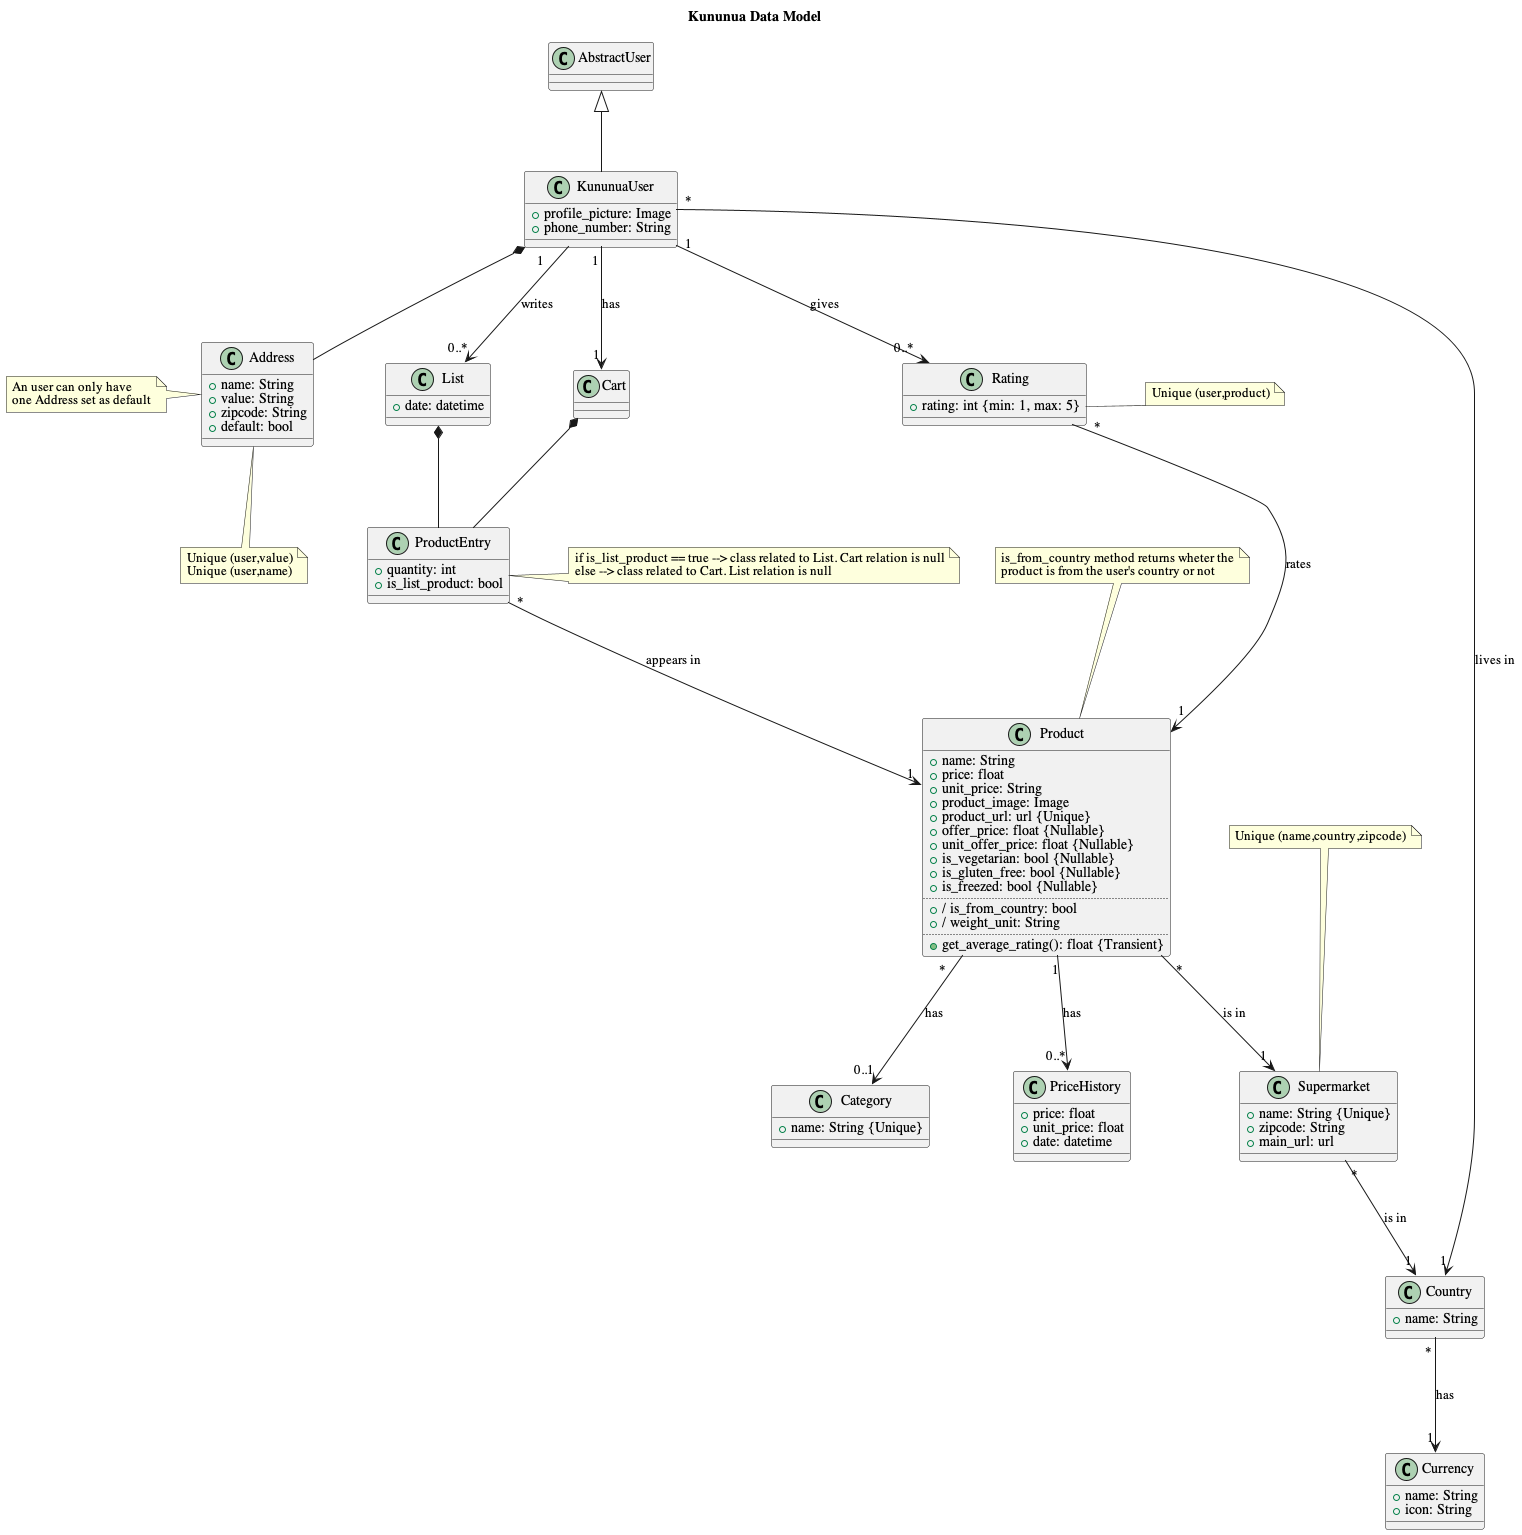 Kununua Data Model
C AbstractUser
C KununuaUser
profile_picture: Image
phone_number: String
*
1
1
1
writes
has
gives
lives in
0..*
1
0..*
C Address
name: String
value: String
zipcode: String
default: bool
An user can only have
one Address set as default
Unique (user,value)
Unique (user,name)
C List
date: datetime
C Cart
C Rating
rating: int {min: 1, max: 5}
Unique (user,product)
*
rates
1
C ProductEntry
quantity: int
is_list_product: bool
if is_list_product == true --> class related to List. Cart relation is null
else --> class related to Cart. List relation is null
is_from_country method returns wheter the
product is from the user's country or not
*
appears in
1
C Product
name: String
price: float
unit_price: String
product_image: Image
product_url: url {Unique}
offer_price: float {Nullable}
unit_offer_price: float {Nullable}
is_vegetarian: bool {Nullable}
is_gluten_free: bool {Nullable}
is_freezed: bool {Nullable}
/ is_from_country: bool
/ weight_unit: String
get_average_rating(): float {Transient}
Unique (name,country,zipcode)
*
1
*
has
has
is in
0..1
0..*
1
C Category
name: String {Unique}
C PriceHistory
price: float
unit_price: float
date: datetime
C Supermarket
name: String {Unique}
zipcode: String
main_url: url
*
is in
1
1
C Country
name: String
*
has
1
C Currency
name: String
icon: String